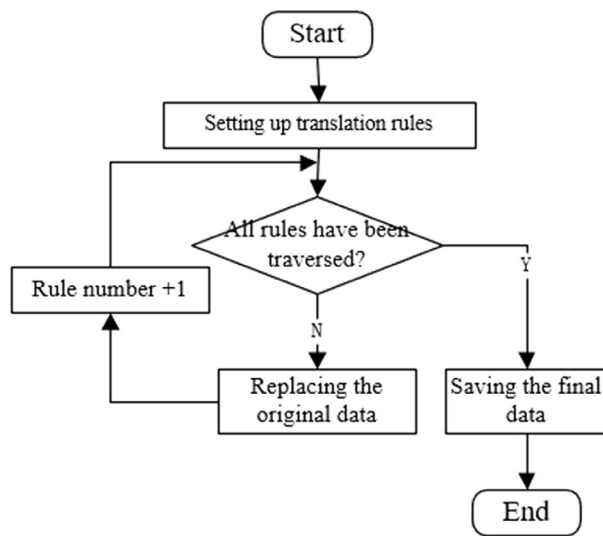 Start
Setting up translation rules
All rules have been
traversed?
Y
Rule number +1
N
Replacing the
original data
Saving the final
data
End